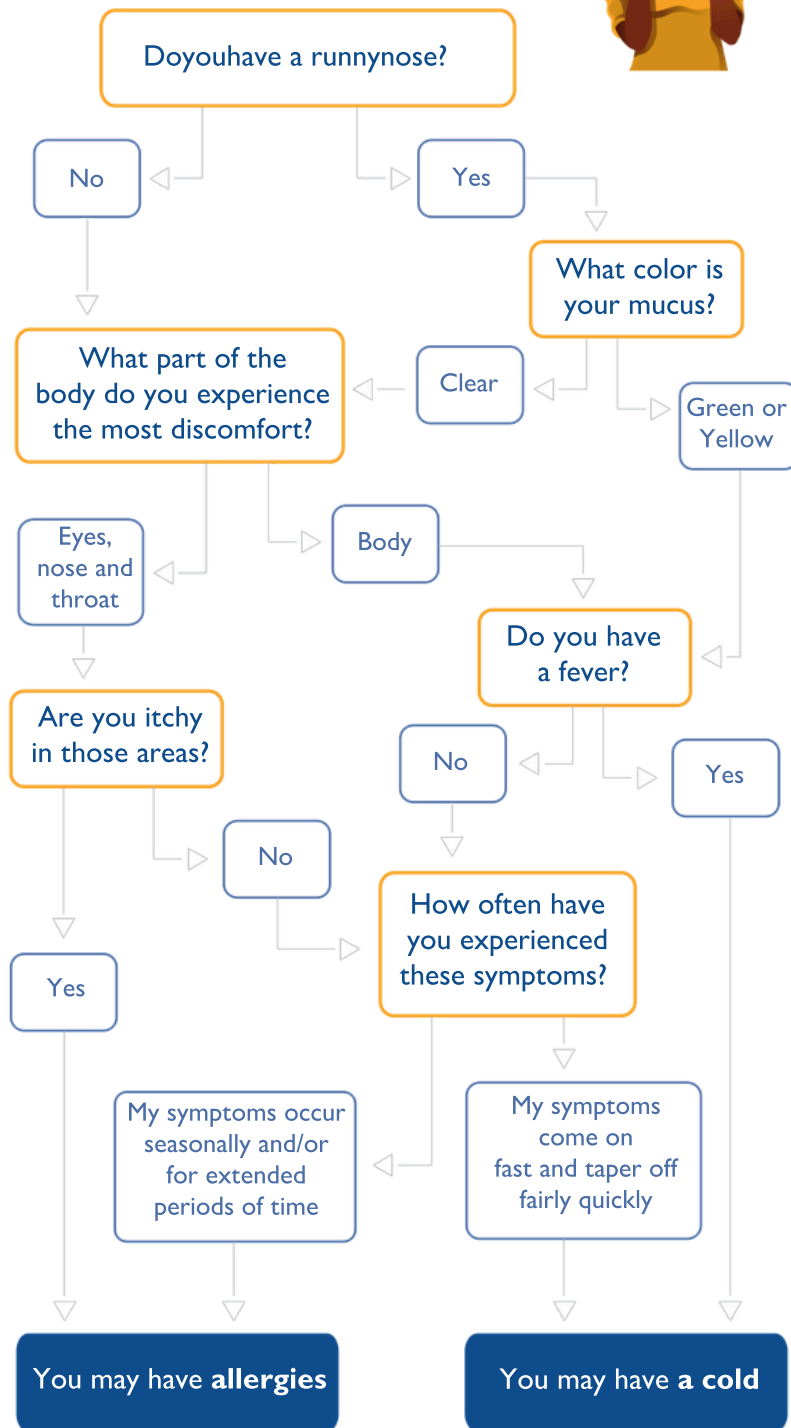 Doyouhave a runnynose?
No
Yes
What color is
your mucus?
What part of the
body do you experience
the most discomfort?
Clear
Green or
Yellow
Eyes,
nose and
throat
Body
Do you have
a fever?
Are you itchy
in those areas?
No
Yes
No
How often have
you experienced
these symptoms?
Yes
My symptoms occur
seasonally and/or
for extended
periods of time
My symptoms
come on
fast and taper off
fairly quickly
You may have allergies
You may have a cold